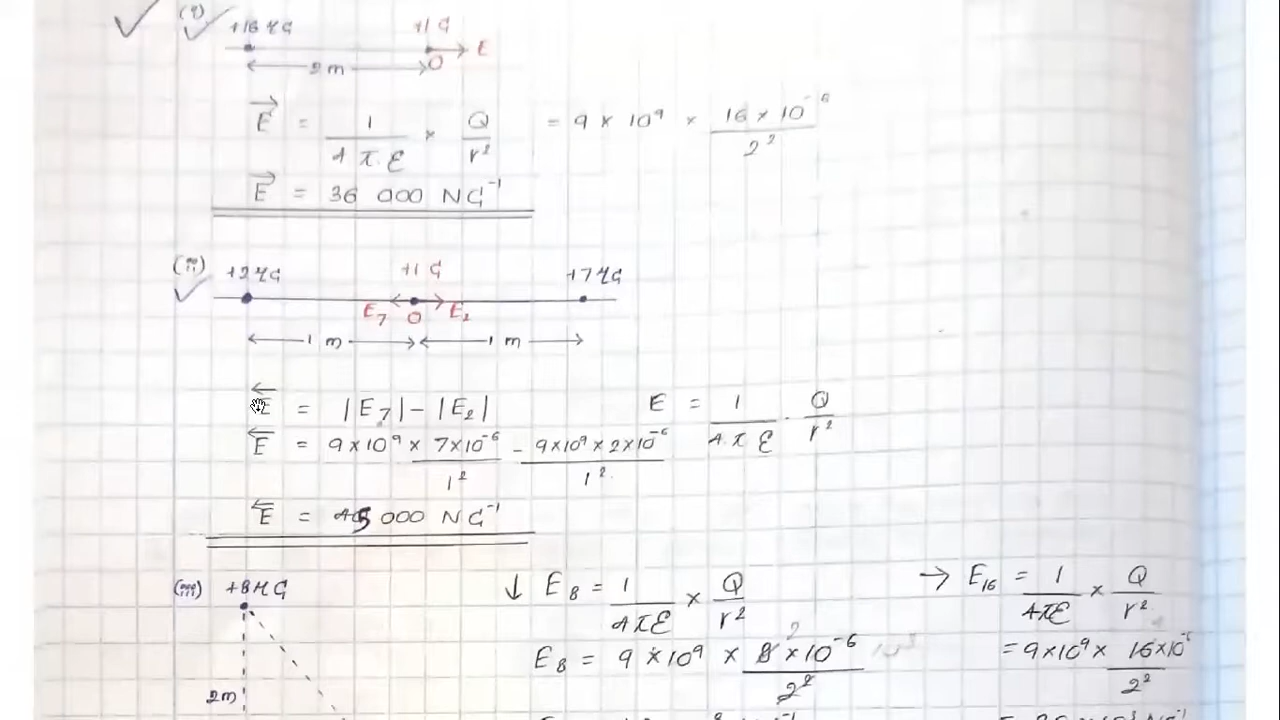 (i)
+16 μC +1 C
E
2 m O
E = 1/4πε × Q/r² = 9 × 10⁹ × 16 × 10⁻⁶/2²
E = 36 000 NC⁻¹
(ii) +2 μC +1 C +7 μC
E₇ O E₂
1 m 1 m
E = |E₇| - |E₂| E = 1/4πε · Q/r²
E = 9×10⁹ × 7×10⁻⁶/1² - 9×10⁹×2×10⁻⁶/1²
E = 45 000 NC⁻¹
(iii) +8 μC ↓ E₈ = 1/4πε × Q/r² → E₁₆ = 1/4πε × Q/r²
E₈ = 9 ×10⁹ × 8 ×10⁻⁶/2² = 9×10⁹ × 16×10⁻⁶/2²
2m